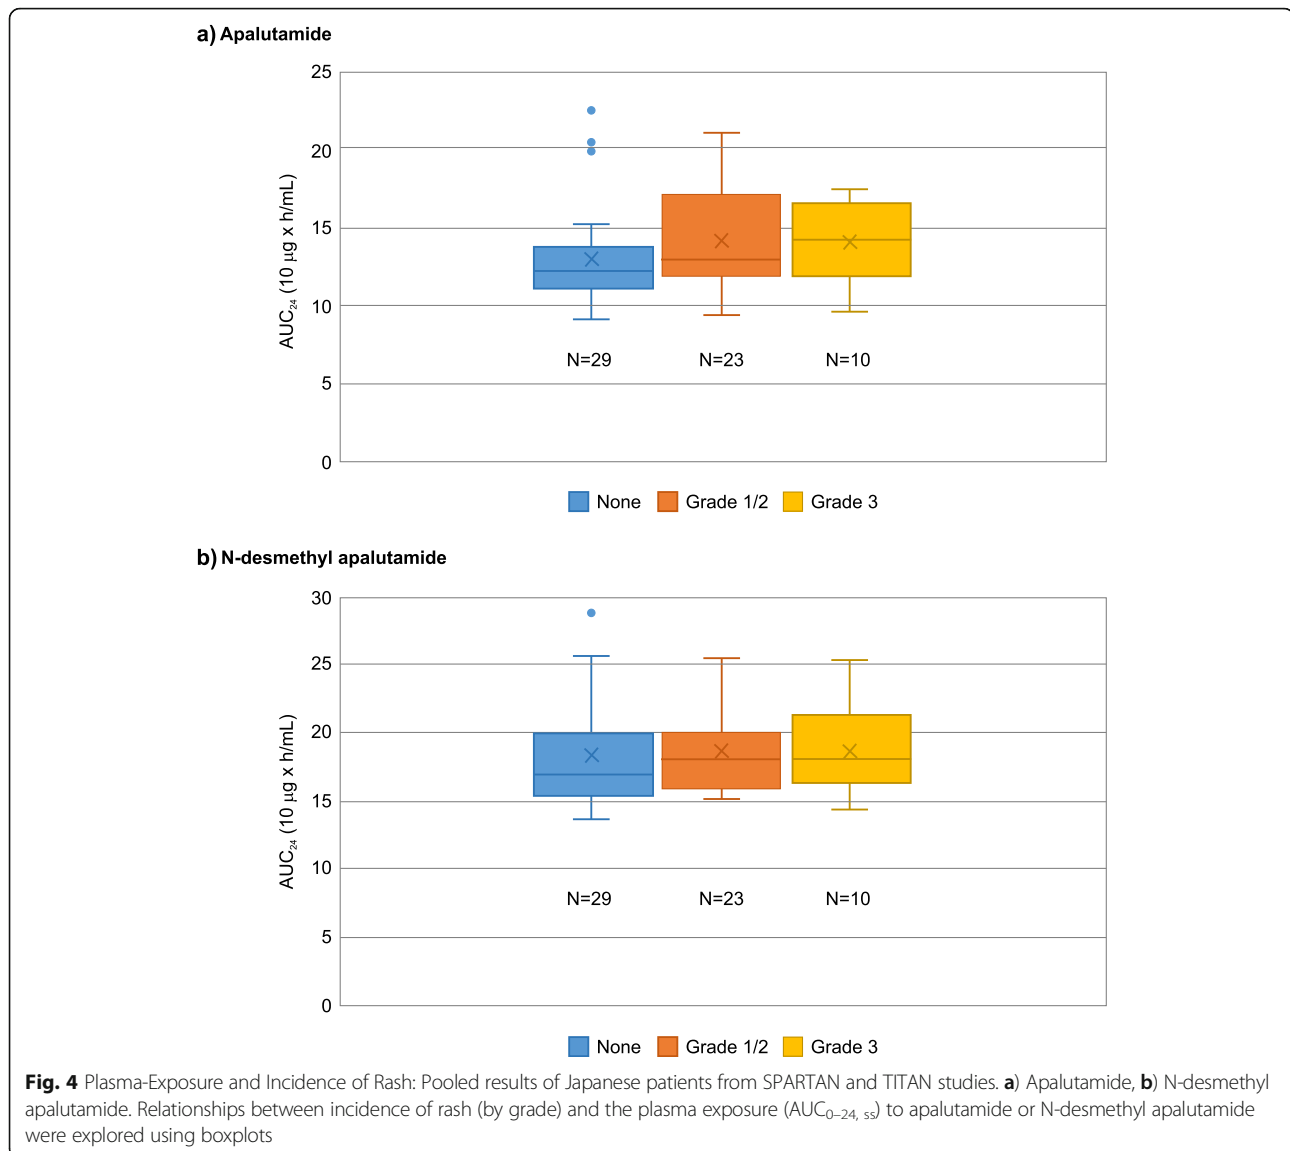 a) Apalutamide
25
20
15
10
5
0
AUC24 (10 µg x h/mL)
N=29 N=23 N=10
None Grade 1/2 Grade 3
b) N-desmethyl apalutamide
30
25
20
15
10
5
0
AUC24 (10 µg x h/mL)
N=29 N=23 N=10
None Grade 1/2 Grade 3
Fig. 4 Plasma-Exposure and Incidence of Rash: Pooled results of Japanese patients from SPARTAN and TITAN studies. a) Apalutamide, b) N-desmethyl
apalutamide. Relationships between incidence of rash (by grade) and the plasma exposure (AUC0–24, ss) to apalutamide or N-desmethyl apalutamide
were explored using boxplots